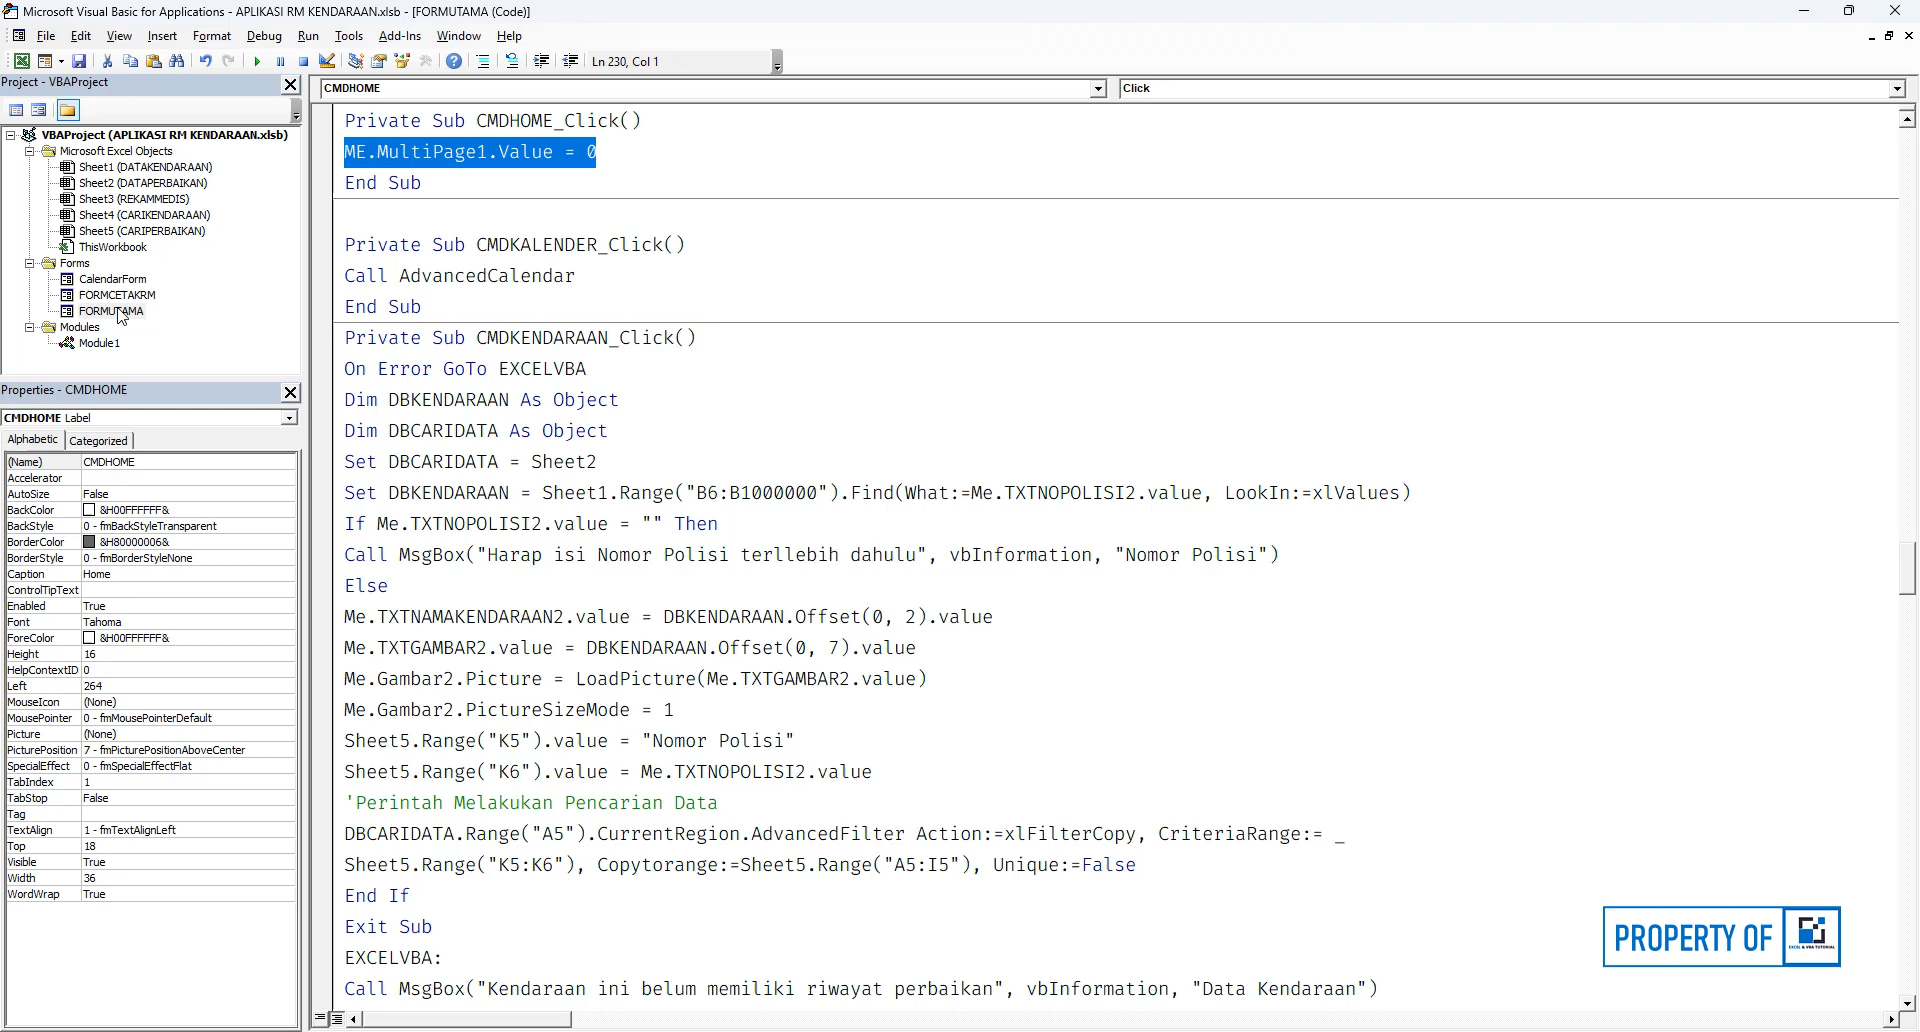 Microsoft Visual Basic for Applications - APLIKASI RM KENDARAAN.xlsb - [FORMUTAMA (Code)]
File Edit View Insert Format Debug Run Tools Add-Ins Window Help
Ln 230, Col 1
Project - VBAProject
VBAProject (APLIKASI RM KENDARAAN.xlsb)
Microsoft Excel Objects
Sheet1 (DATAKENDARAAN)
Sheet2 (DATAPERBAIKAN)
Sheet3 (REKAMMEDIS)
Sheet4 (CARIKENDARAAN)
Sheet5 (CARIPERBAIKAN)
ThisWorkbook
Forms
CalendarForm
FORMCETAKRM
FORMUTAMA
Modules
Module1
Properties - CMDHOME
CMDHOME Label
Alphabetic Categorized
(Name) CMDHOME
Accelerator
AutoSize False
BackColor &H00FFFFFF&
BackStyle 0 - fmBackStyleTransparent
BorderColor &H80000006&
BorderStyle 0 - fmBorderStyleNone
Caption Home
ControlTipText
Enabled True
Font Tahoma
ForeColor &H00FFFFFF&
Height 16
HelpContextID 0
Left 264
MouseIcon (None)
MousePointer 0 - fmMousePointerDefault
Picture (None)
PicturePosition 7 - fmPicturePositionAboveCenter
SpecialEffect 0 - fmSpecialEffectFlat
TabIndex 1
TabStop False
Tag
TextAlign 1 - fmTextAlignLeft
Top 18
Visible True
Width 36
WordWrap True
CMDHOME Click
Private Sub CMDHOME_Click()
ME.MultiPage1.Value = 0
End Sub
Private Sub CMDKALENDER_Click()
Call AdvancedCalendar
End Sub
Private Sub CMDKENDARAAN_Click()
On Error GoTo EXCELVBA
Dim DBKENDARAAN As Object
Dim DBCARIDATA As Object
Set DBCARIDATA = Sheet2
Set DBKENDARAAN = Sheet1.Range("B6:B1000000").Find(What:=Me.TXTNOPOLISI2.value, LookIn:=xlValues)
If Me.TXTNOPOLISI2.value = "" Then
Call MsgBox("Harap isi Nomor Polisi terllebih dahulu", vbInformation, "Nomor Polisi")
Else
Me.TXTNAMAKENDARAAN2.value = DBKENDARAAN.Offset(0, 2).value
Me.TXTGAMBAR2.value = DBKENDARAAN.Offset(0, 7).value
Me.Gambar2.Picture = LoadPicture(Me.TXTGAMBAR2.value)
Me.Gambar2.PictureSizeMode = 1
Sheet5.Range("K5").value = "Nomor Polisi"
Sheet5.Range("K6").value = Me.TXTNOPOLISI2.value
'Perintah Melakukan Pencarian Data
DBCARIDATA.Range("A5").CurrentRegion.AdvancedFilter Action:=xlFilterCopy, CriteriaRange:= _
Sheet5.Range("K5:K6"), Copytorange:=Sheet5.Range("A5:I5"), Unique:=False
End If
Exit Sub
EXCELVBA:
Call MsgBox("Kendaraan ini belum memiliki riwayat perbaikan", vbInformation, "Data Kendaraan")
PROPERTY OF
EXCEL & VBA TUTORIAL